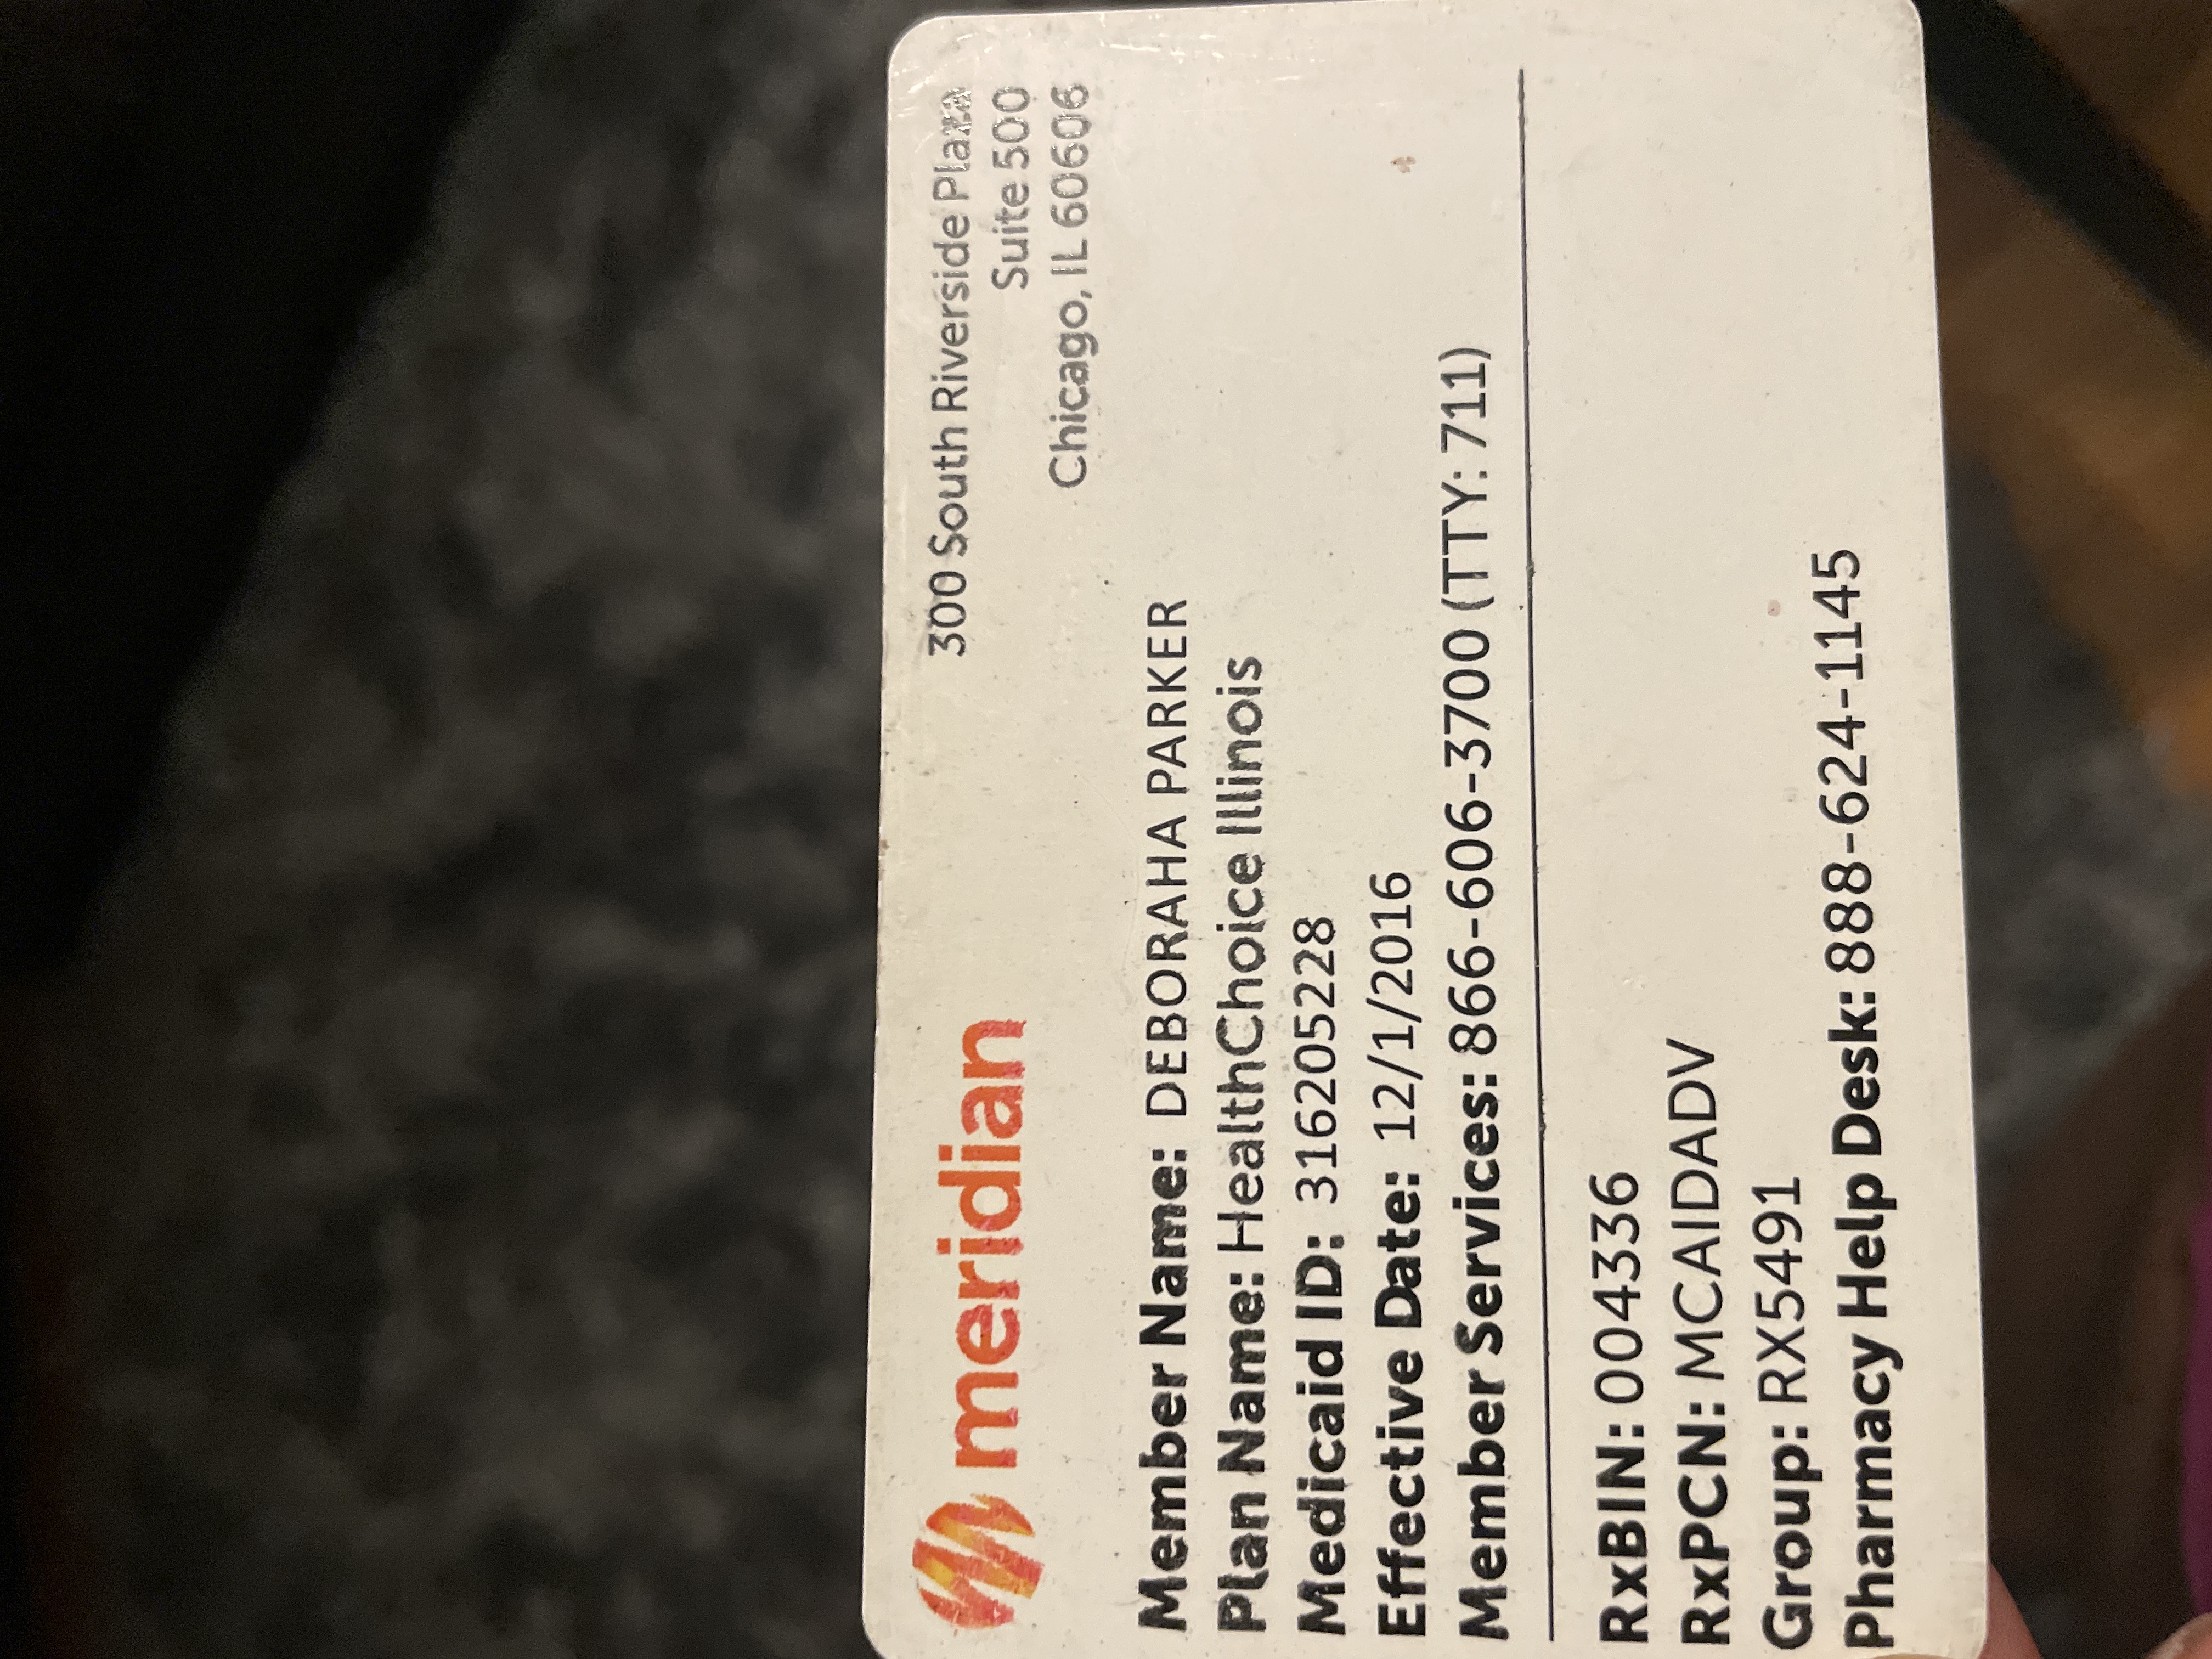 meridian
300 South Riverside Plaza
Suite 500
Chicago, IL 60606
Member Name: DEBORAHA PARKER
Plan Name: HealthChoice Illinois
Medicaid ID: 316205228
Effective Date: 12/1/2016
Member Services: 866-606-3700 (TTY: 711)
RxBIN: 004336
RxPCN: MCAIDADV
Group: RX5491
Pharmacy Help Desk: 888-624-1145